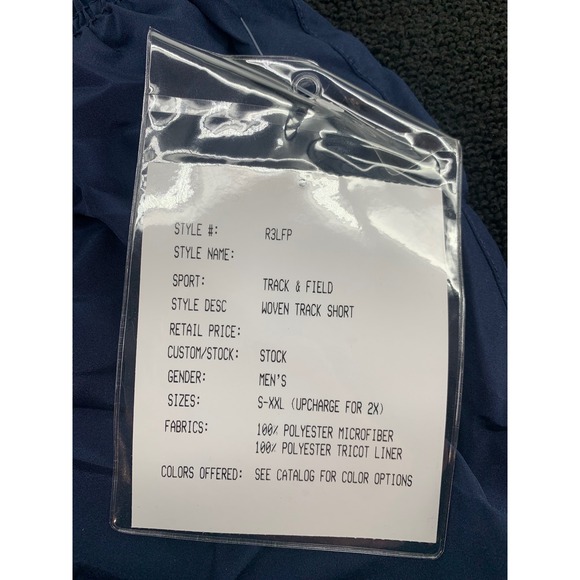 STYLE #: R3LFP
STYLE NAME:
SPORT: TRACK & FIELD
STYLE DESC WOVEN TRACK SHORT
RETAIL PRICE:
CUSTOM/STOCK: STOCK
GENDER: MEN'S
SIZES: S-XXL (UPCHARGE FOR 2X)
FABRICS: 100% POLYESTER MICROFIBER
100% POLYESTER TRICOT LINER
COLORS OFFERED: SEE CATALOG FOR COLOR OPTIONS